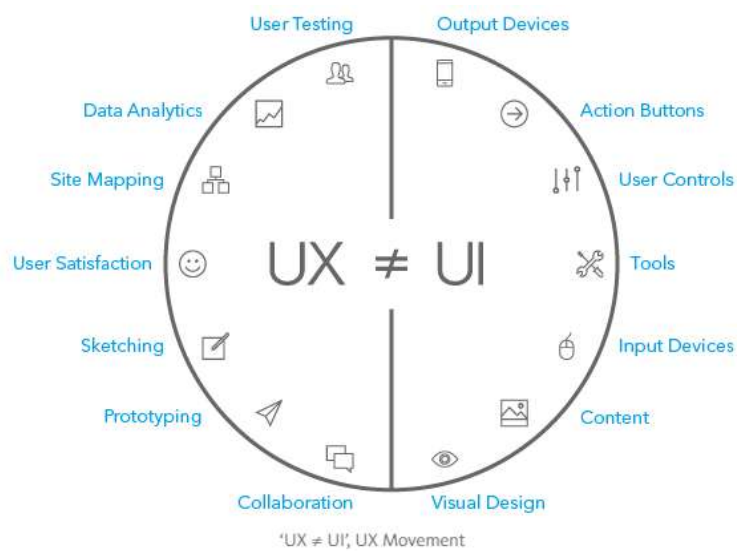 User Testing
Output Devices
Data Analytics
Action Buttons
Site Mapping
User Controls
User Satisfaction
UX ≠ UI
Tools
Sketching
Input Devices
Prototyping
Content
Collaboration
Visual Design
'UX ≠ UI', UX Movement